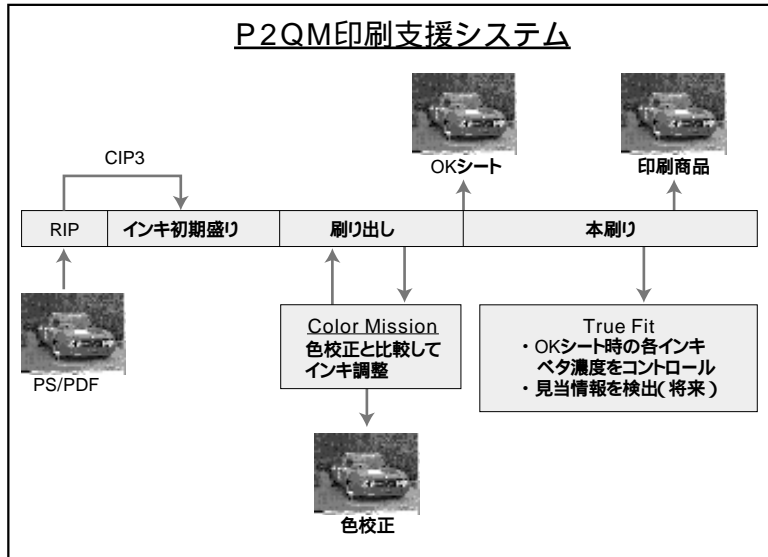 P2QM印刷支援システム
CIP3
OKシート
印刷商品
RIP
インキ初期盛り
刷り出し
本刷り
PS/PDF
Color Mission
色校正と比較して
インキ調整
True Fit
・OKシート時の各インキ
ベタ濃度をコントロール
・見当情報を検出(将来)
色校正